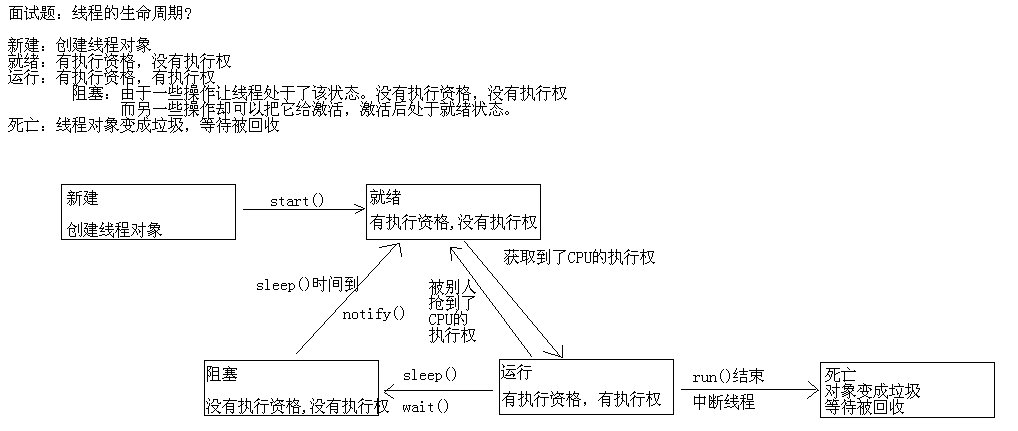 面试题：线程的生命周期？
新建：创建线程对象
就绪：有执行资格，没有执行权
运行：有执行资格，有执行权
阻塞：由于一些操作让线程处于了该状态。没有执行资格，没有执行权
而另一些操作却可以把它给激活，激活后处于就绪状态。
死亡：线程对象变成垃圾，等待被回收
新建
创建线程对象
start()
就绪
有执行资格,没有执行权
获取到了CPU的执行权
sleep()时间到
notify()
被别人
抢到了
CPU的
执行权
阻塞
没有执行资格,没有执行权
sleep()
wait()
运行
有执行资格，有执行权
run()结束
中断线程
死亡
对象变成垃圾
等待被回收